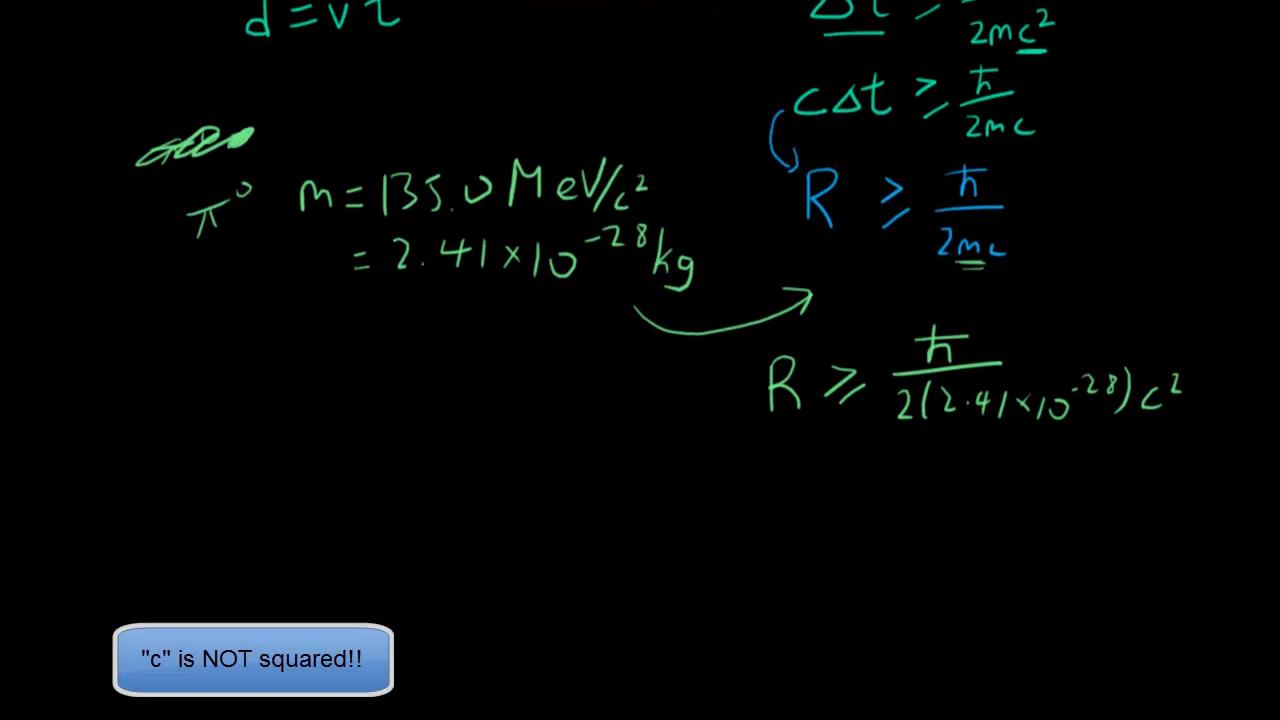 d = vt
Δt ≥ ħ/2mc²
cΔt ≥ ħ/2mc
R ≥ ħ/2mc
π⁰ m = 135.0 MeV/c²
= 2.41×10⁻²⁸ kg
R ≥ ħ/2(2.41×10⁻²⁸)c²
"c" is NOT squared!!